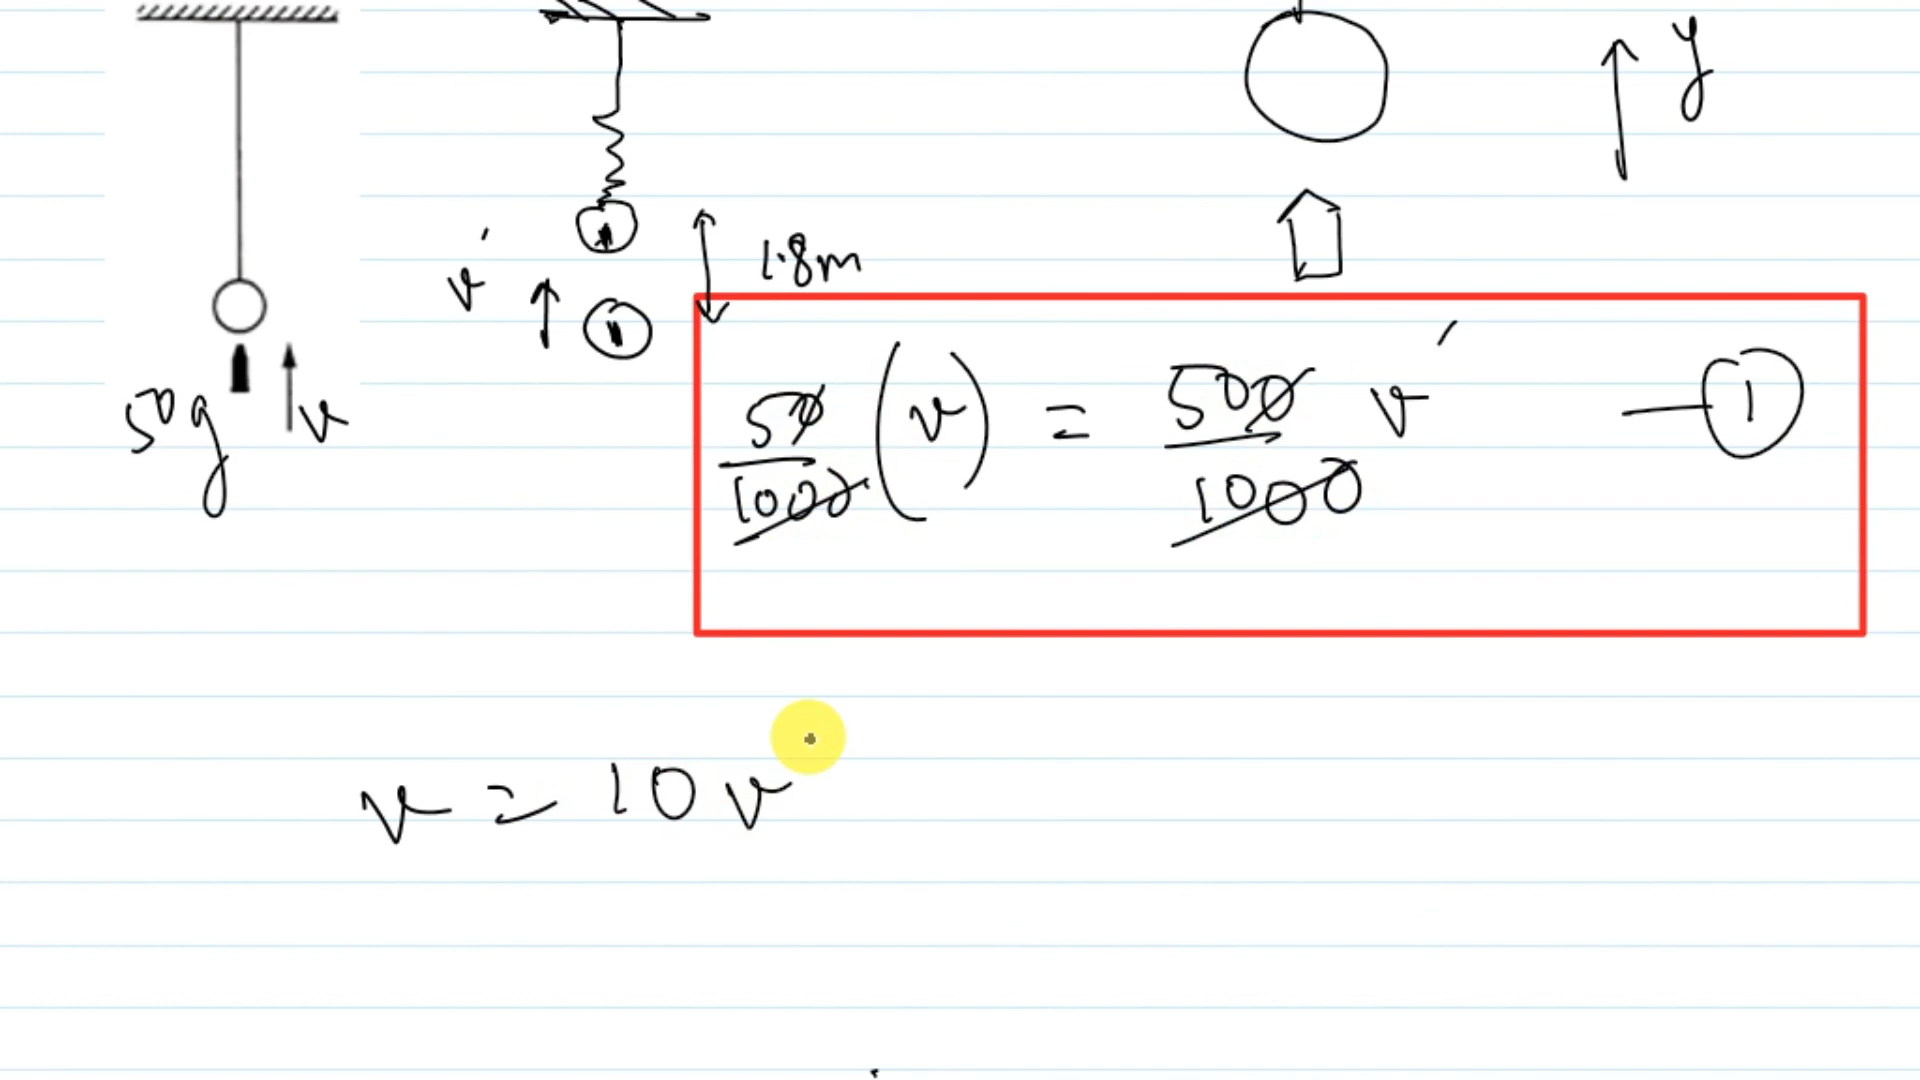 y
1.8m
v′
50g
v
50/1000 (v) = 500/1000 v′ — ①
v = 10 v